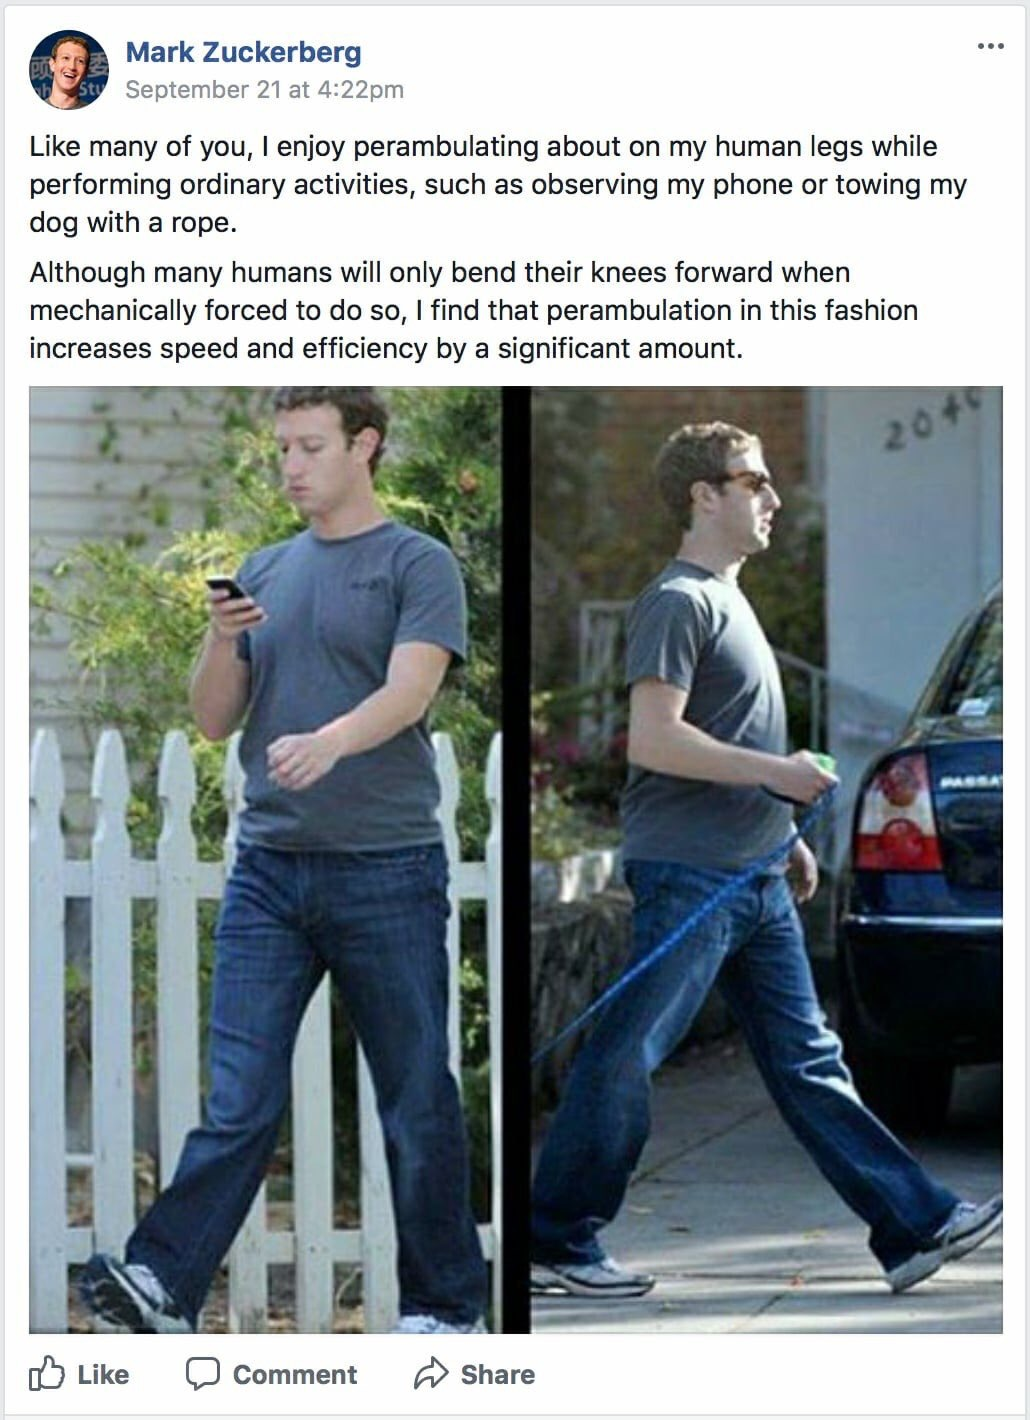 Mark Zuckerberg
September 21 at 4:22pm
Like many of you, I enjoy perambulating about on my human legs while
performing ordinary activities, such as observing my phone or towing my
dog with a rope.
Although many humans will only bend their knees forward when
mechanically forced to do so, I find that perambulation in this fashion
increases speed and efficiency by a significant amount.
PASSAT
Like Comment Share